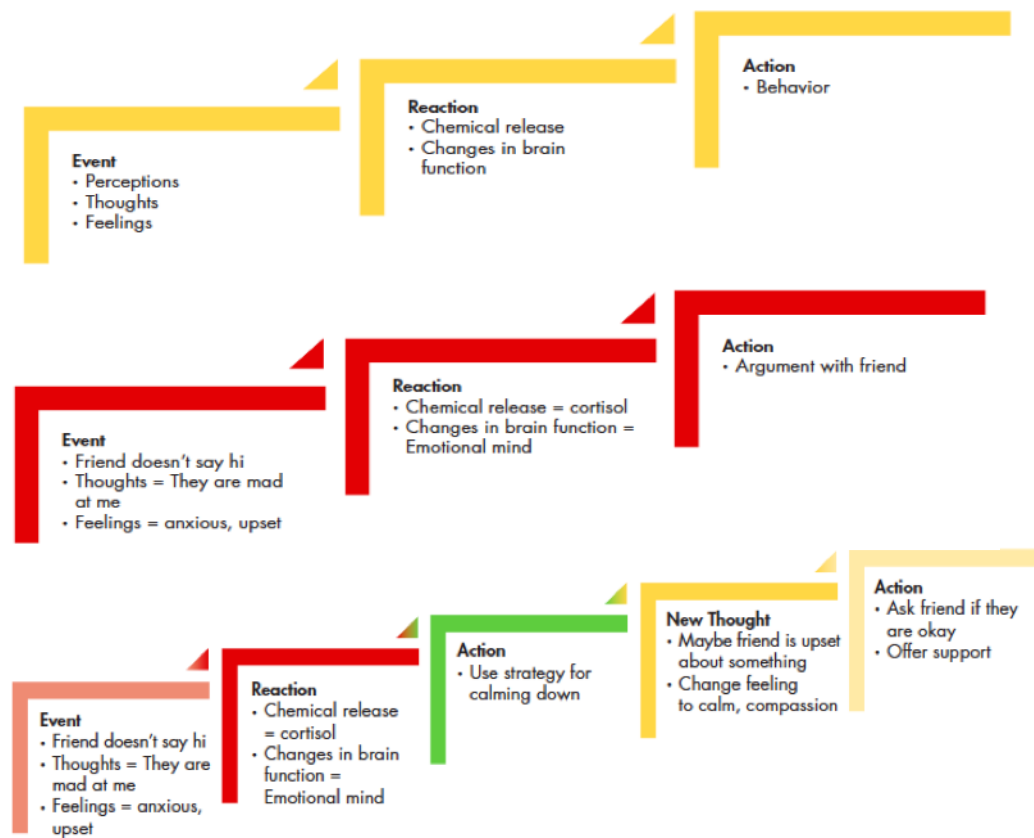 Event
• Perceptions
• Thoughts
• Feelings
Reaction
• Chemical release
• Changes in brain
function
Action
• Behavior
Event
• Friend doesn't say hi
• Thoughts = They are mad
at me
• Feelings = anxious, upset
Reaction
• Chemical release = cortisol
• Changes in brain function =
Emotional mind
Action
• Argument with friend
Event
• Friend doesn't say hi
• Thoughts = They are
mad at me
• Feelings = anxious,
upset
Reaction
• Chemical release
= cortisol
• Changes in brain
function =
Emotional mind
Action
• Use strategy for
calming down
New Thought
• Maybe friend is upset
about something
• Change feeling
to calm, compassion
Action
• Ask friend if they
are okay
• Offer support